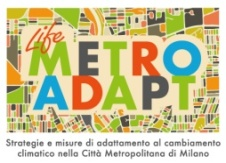 Life
METRO
ADAPT
Strategie e misure di adattamento al cambiamento
climatico nella Città Metropolitana di Milano